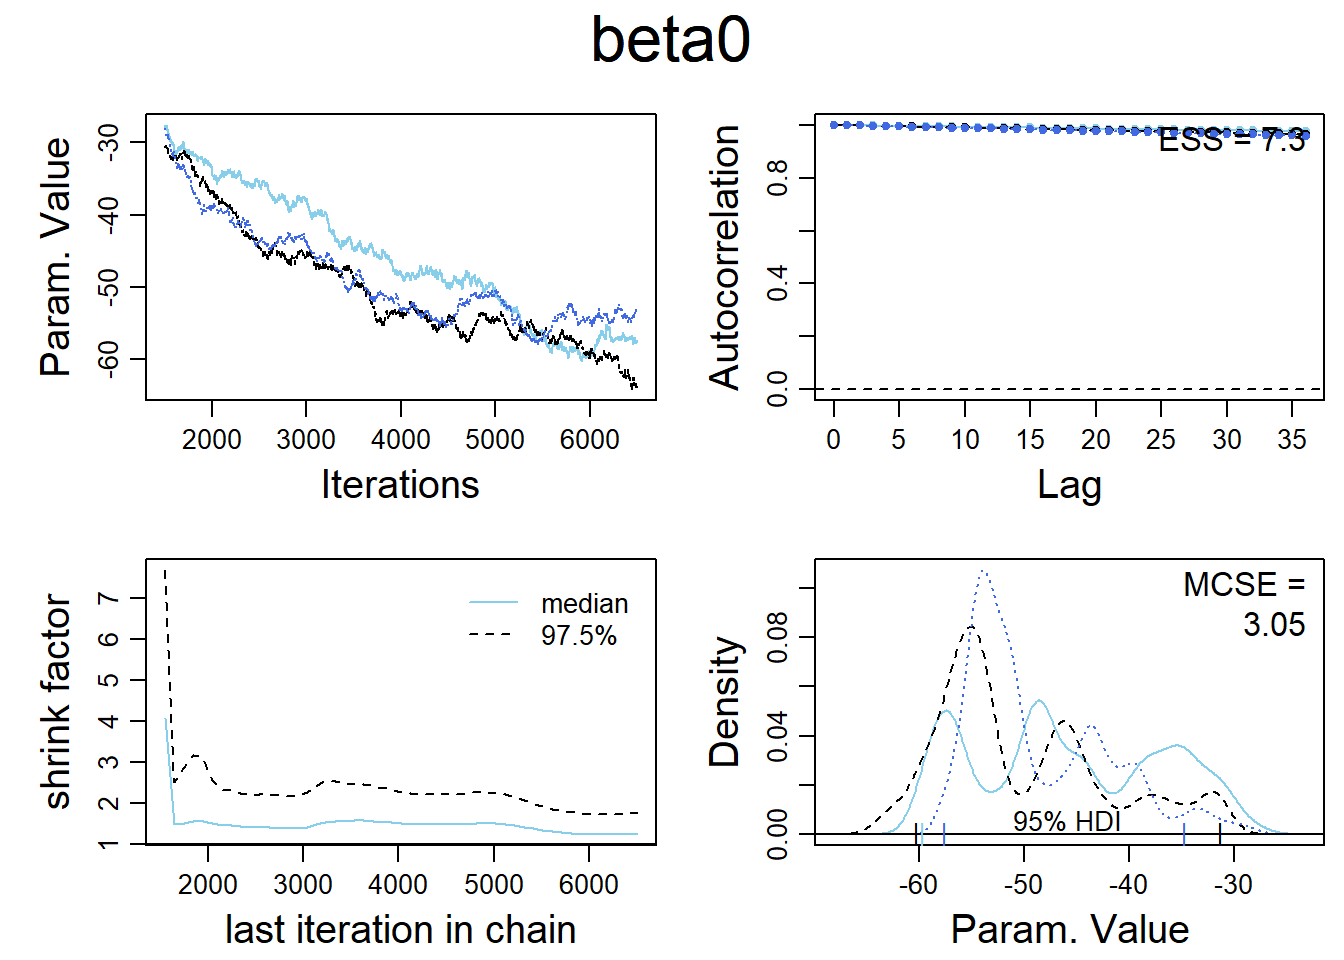 beta0
Param. Value
-30
-40
-50
-60
2000 3000 4000 5000 6000
Iterations
Autocorrelation
0.8
0.4
0.0
ESS = 7.3
0 5 10 15 20 25 30 35
Lag
shrink factor
7
6
5
4
3
2
1
median
97.5%
2000 3000 4000 5000 6000
last iteration in chain
Density
0.08
0.04
0.00
MCSE =
3.05
95% HDI
-60 -50 -40 -30
Param. Value